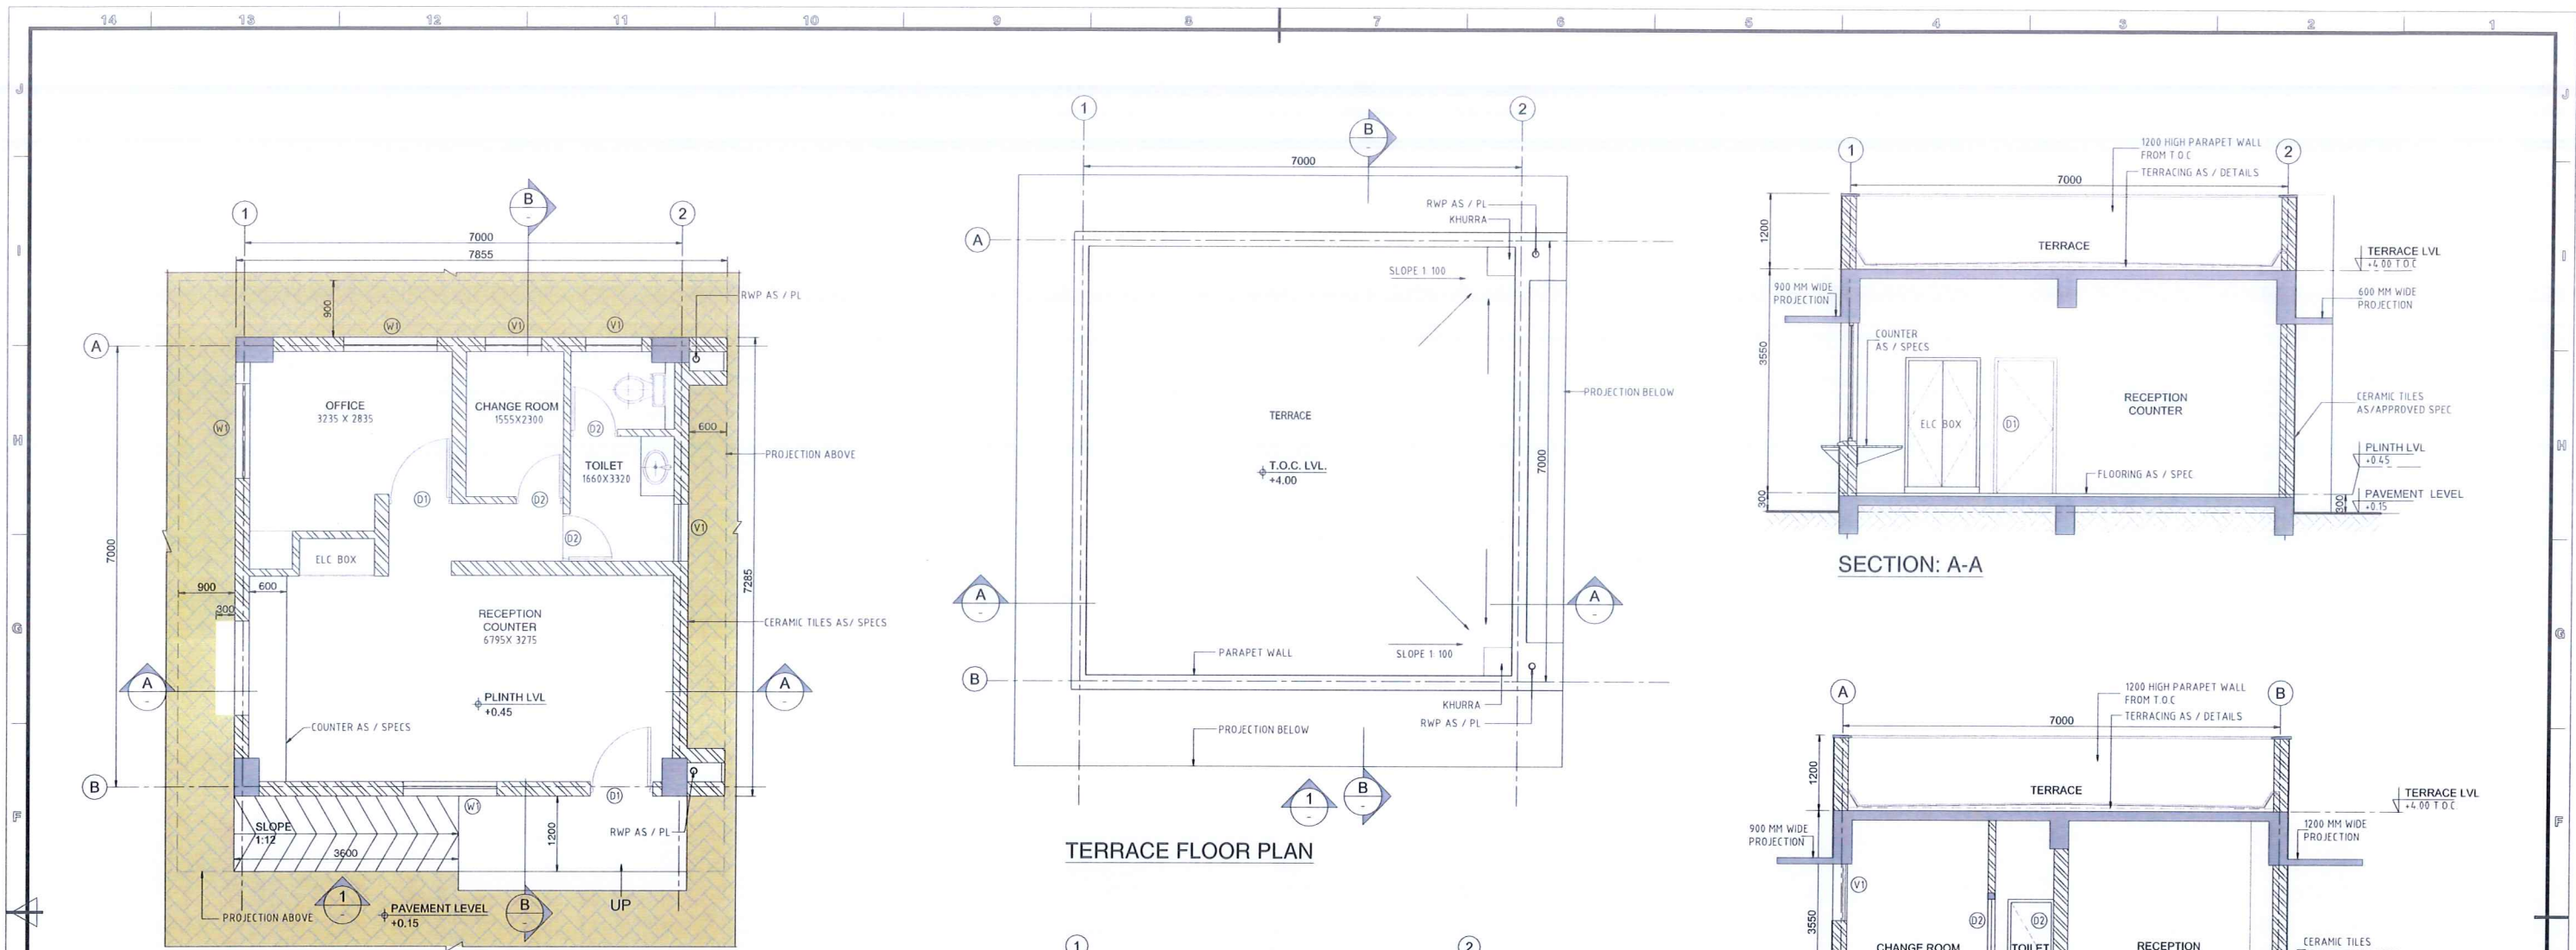 14 13 12 11 10 9 8 7 6 5 4 3 2 1
J
I
H
G
F
J
I
H
G
F
B
-
1
2
7000
7855
900
RWP AS / PL
A
W1
V1
V1
OFFICE
3235 X 2835
CHANGE ROOM
1555X2300
W1
D2
600
PROJECTION ABOVE
TOILET
1660X3320
D1
D2
V1
D2
7000
ELC BOX
7285
900
600
300
RECEPTION
COUNTER
6795X 3275
CERAMIC TILES AS/ SPECS
A
-
A
-
PLINTH LVL
+0.45
COUNTER AS / SPECS
B
W1
D1
SLOPE
1:12
3600
1200
RWP AS / PL
1
-
B
-
UP
PROJECTION ABOVE
PAVEMENT LEVEL
+0.15
1
2
B
-
7000
RWP AS / PL
KHURRA
A
SLOPE 1: 100
PROJECTION BELOW
TERRACE
7000
T.O.C. LVL.
+4.00
A
-
A
-
PARAPET WALL
SLOPE 1: 100
B
KHURRA
RWP AS / PL
PROJECTION BELOW
1
-
B
-
TERRACE FLOOR PLAN
1
2
1
2
1200 HIGH PARAPET WALL
FROM T.O.C
TERRACING AS / DETAILS
7000
1200
TERRACE
TERRACE LVL
+4.00 T.O.C
900 MM WIDE
PROJECTION
600 MM WIDE
PROJECTION
COUNTER
AS / SPECS
3550
RECEPTION
COUNTER
CERAMIC TILES
AS/APPROVED SPEC
ELC BOX
D1
PLINTH LVL
+0.45
FLOORING AS / SPEC
300
300
PAVEMENT LEVEL
+0.15
SECTION: A-A
A
B
1200 HIGH PARAPET WALL
FROM T.O.C
TERRACING AS / DETAILS
7000
1200
TERRACE
TERRACE LVL
+4.00 T.O.C
900 MM WIDE
PROJECTION
1200 MM WIDE
PROJECTION
V1
3550
D2
D2
CHANGE ROOM
TOILET
RECEPTION
CERAMIC TILES